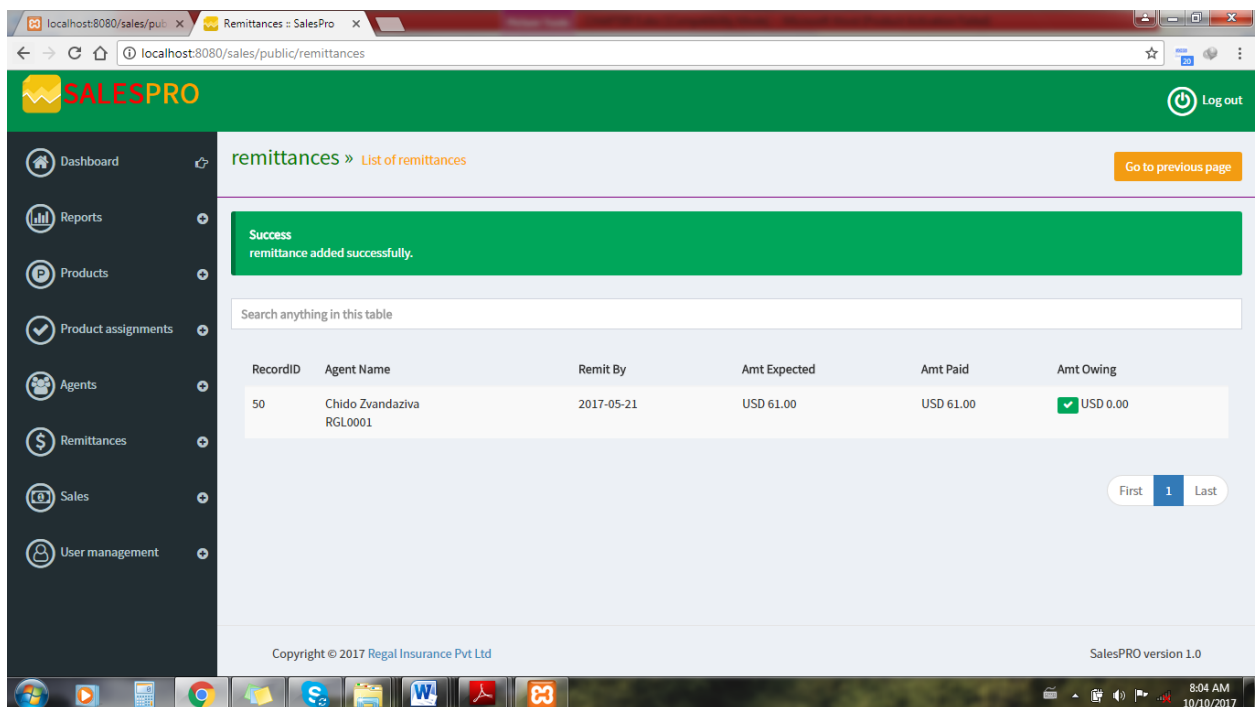 localhost:8080/sales/pub
Remittances :: SalesPro
localhost:8080/sales/public/remittances
20
SALESPRO
Log out
Dashboard
Reports
Products
Product assignments
Agents
Remittances
Sales
User management
remittances » List of remittances
Go to previous page
Success
remittance added successfully.
Search anything in this table
RecordID Agent Name Remit By Amt Expected Amt Paid Amt Owing
50 Chido Zvandaziva 2017-05-21 USD 61.00 USD 61.00 USD 0.00
RGL0001
First 1 Last
Copyright © 2017 Regal Insurance Pvt Ltd
SalesPRO version 1.0
8:04 AM
10/10/2017